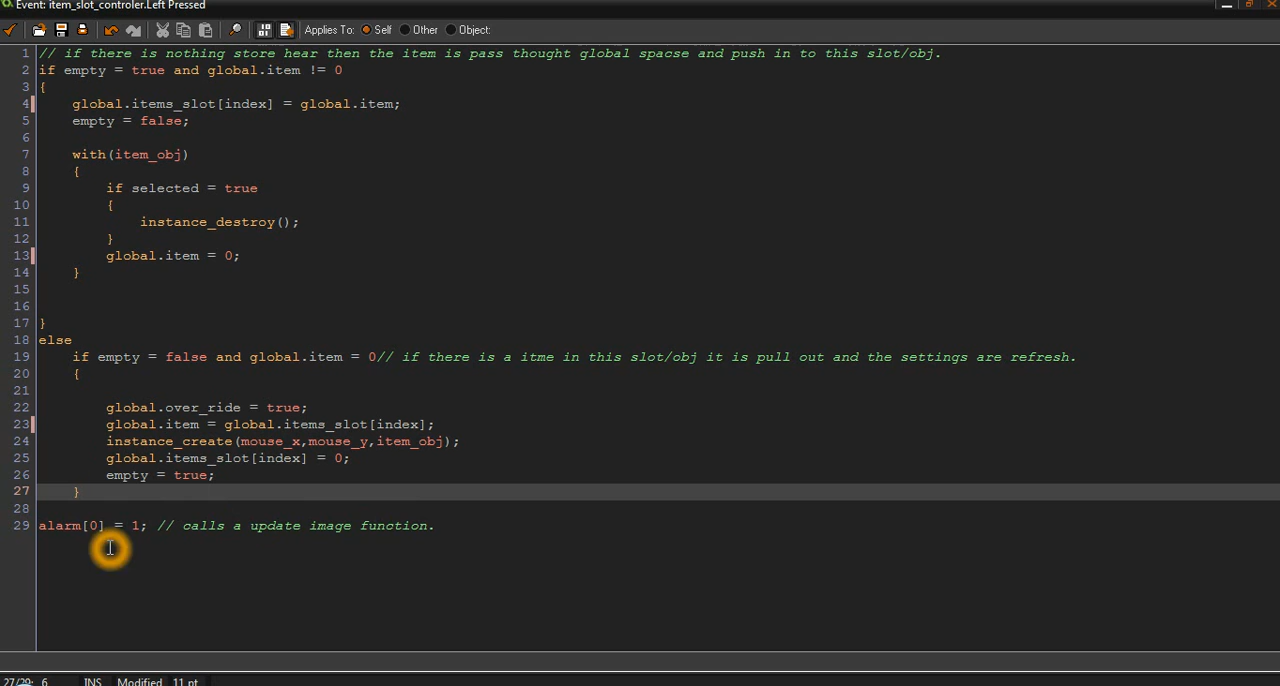 Event: item_slot_controler.Left Pressed
Applies To: Self Other Object:
1 // if there is nothing store hear then the item is pass thought global spacse and push in to this slot/obj.
2 if empty = true and global.item != 0
3 {
4 global.items_slot[index] = global.item;
5 empty = false;
6
7 with(item_obj)
8 {
9 if selected = true
10 {
11 instance_destroy();
12 }
13 global.item = 0;
14 }
15
16
17 }
18 else
19 if empty = false and global.item = 0// if there is a itme in this slot/obj it is pull out and the settings are refresh.
20 {
21
22 global.over_ride = true;
23 global.item = global.items_slot[index];
24 instance_create(mouse_x,mouse_y,item_obj);
25 global.items_slot[index] = 0;
26 empty = true;
27 }
28
29 alarm[0] = 1; // calls a update image function.
27/29: 6 INS Modified 11 pt